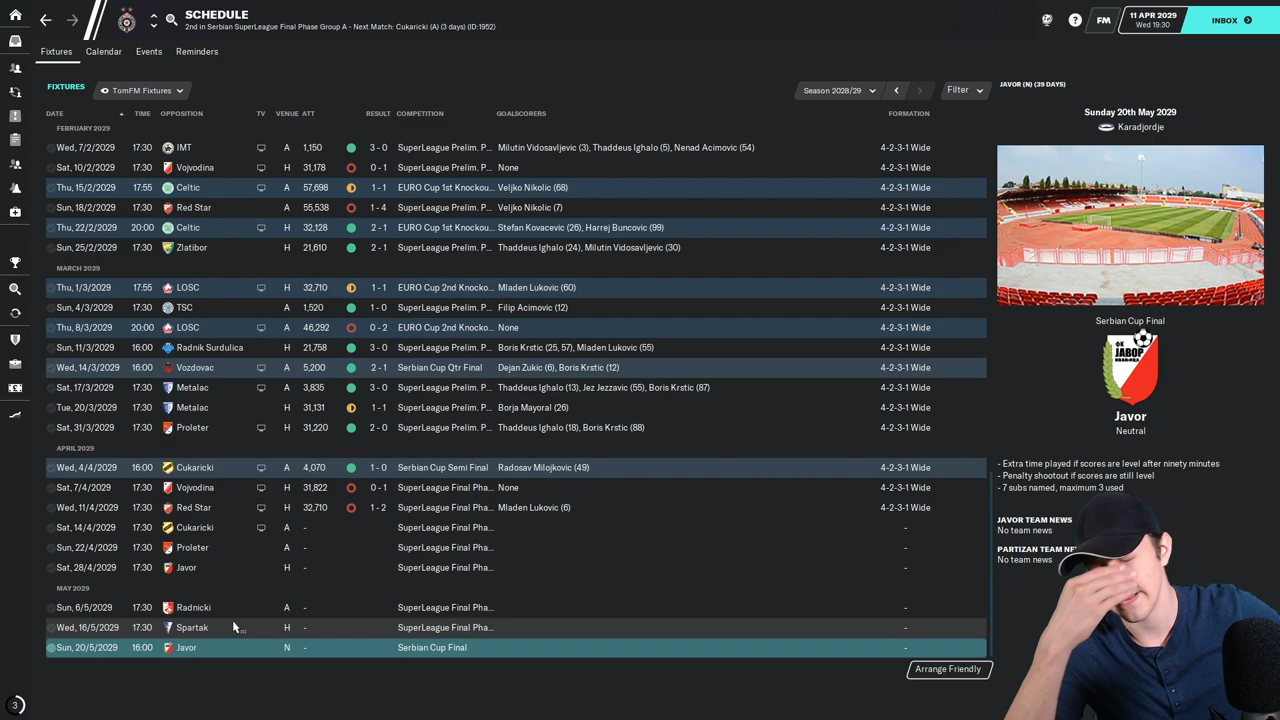 SCHEDULE
2nd in Serbian SuperLeague Final Phase Group A - Next Match: Cukaricki (A) (3 days) (ID:1952)
FM
11 APR 2029
Wed 19:30
INBOX
Fixtures Calendar Events Reminders
FIXTURES TomFM Fixtures Season 2028/29 Filter
DATE TIME OPPOSITION TV VENUE ATT RESULT COMPETITION GOALSCORERS FORMATION
FEBRUARY 2029
Wed, 7/2/2029 17:30 IMT A 1,150 3 - 0 SuperLeague Prelim. P... Milutin Vidosavljevic (3), Thaddeus Ighalo (5), Nenad Acimovic (54) 4-2-3-1 Wide
Sat, 10/2/2029 17:30 Vojvodina H 31,178 0 - 1 SuperLeague Prelim. P... None 4-2-3-1 Wide
Thu, 15/2/2029 17:55 Celtic A 57,698 1 - 1 EURO Cup 1st Knockou... Veljko Nikolic (68) 4-2-3-1 Wide
Sun, 18/2/2029 17:30 Red Star A 55,538 1 - 4 SuperLeague Prelim. P... Veljko Nikolic (7) 4-2-3-1 Wide
Thu, 22/2/2029 20:00 Celtic H 32,123 2 - 1 EURO Cup 1st Knockou... Stefan Kovacevic (26), Harrej Buncovic (99) 4-2-3-1 Wide
Sun, 25/2/2029 17:30 Zlatibor H 21,610 2 - 1 SuperLeague Prelim. P... Thaddeus Ighalo (24), Milutin Vidosavljevic (30) 4-2-3-1 Wide
MARCH 2029
Thu, 1/3/2029 17:55 LOSC H 32,710 1 - 1 EURO Cup 2nd Knocko... Mladen Lukovic (60) 4-2-3-1 Wide
Sun, 4/3/2029 17:30 TSC A 1,520 1 - 0 SuperLeague Prelim. P... Filip Acimovic (12) 4-2-3-1 Wide
Thu, 8/3/2029 20:00 LOSC A 46,292 0 - 2 EURO Cup 2nd Knocko... None 4-2-3-1 Wide
Sun, 11/3/2029 16:00 Radnik Surdulica H 21,758 3 - 0 SuperLeague Prelim. P... Boris Krstic (25, 57), Mladen Lukovic (55) 4-2-3-1 Wide
Wed, 14/3/2029 16:00 Vozdovac A 5,200 2 - 1 Serbian Cup Qtr Final Dejan Zukic (6), Boris Krstic (12) 4-2-3-1 Wide
Sat, 17/3/2029 17:30 Metalac A 3,835 3 - 0 SuperLeague Prelim. P... Thaddeus Ighalo (13), Jez Jezzavic (55), Boris Krstic (87) 4-2-3-1 Wide
Tue, 20/3/2029 17:30 Metalac H 31,131 1 - 1 SuperLeague Prelim. P... Borja Mayoral (26) 4-2-3-1 Wide
Sat, 31/3/2029 17:30 Proleter H 31,220 2 - 0 SuperLeague Prelim. P... Thaddeus Ighalo (18), Boris Krstic (88) 4-2-3-1 Wide
APRIL 2029
Wed, 4/4/2029 16:00 Cukaricki A 4,070 1 - 0 Serbian Cup Semi Final Radosav Milojkovic (49) 4-2-3-1 Wide
Sat, 7/4/2029 17:30 Vojvodina H 31,822 0 - 1 SuperLeague Final Pha... None 4-2-3-1 Wide
Wed, 11/4/2029 17:30 Red Star H 32,710 1 - 2 SuperLeague Final Pha... Mladen Lukovic (6) 4-2-3-1 Wide
Sat, 14/4/2029 17:30 Cukaricki A - SuperLeague Final Pha... -
Sun, 22/4/2029 17:30 Proleter A - SuperLeague Final Pha... -
Sat, 28/4/2029 17:30 Javor H - SuperLeague Final Pha... -
MAY 2029
Sun, 6/5/2029 17:30 Radnicki A - SuperLeague Final Pha... -
Wed, 16/5/2029 17:30 Spartak H - SuperLeague Final Pha... -
Sun, 20/5/2029 16:00 Javor N - Serbian Cup Final -
Arrange Friendly
3
JAVOR (N) (39 DAYS)
Sunday 20th May 2029
Karadjordje
Serbian Cup Final
ФК
ЈАВОР
Javor
Neutral
- Extra time played if scores are level after ninety minutes
- Penalty shootout if scores are still level
- 7 subs named, maximum 3 used
JAVOR TEAM NEWS
No team news
PARTIZAN TEAM NE
No team news